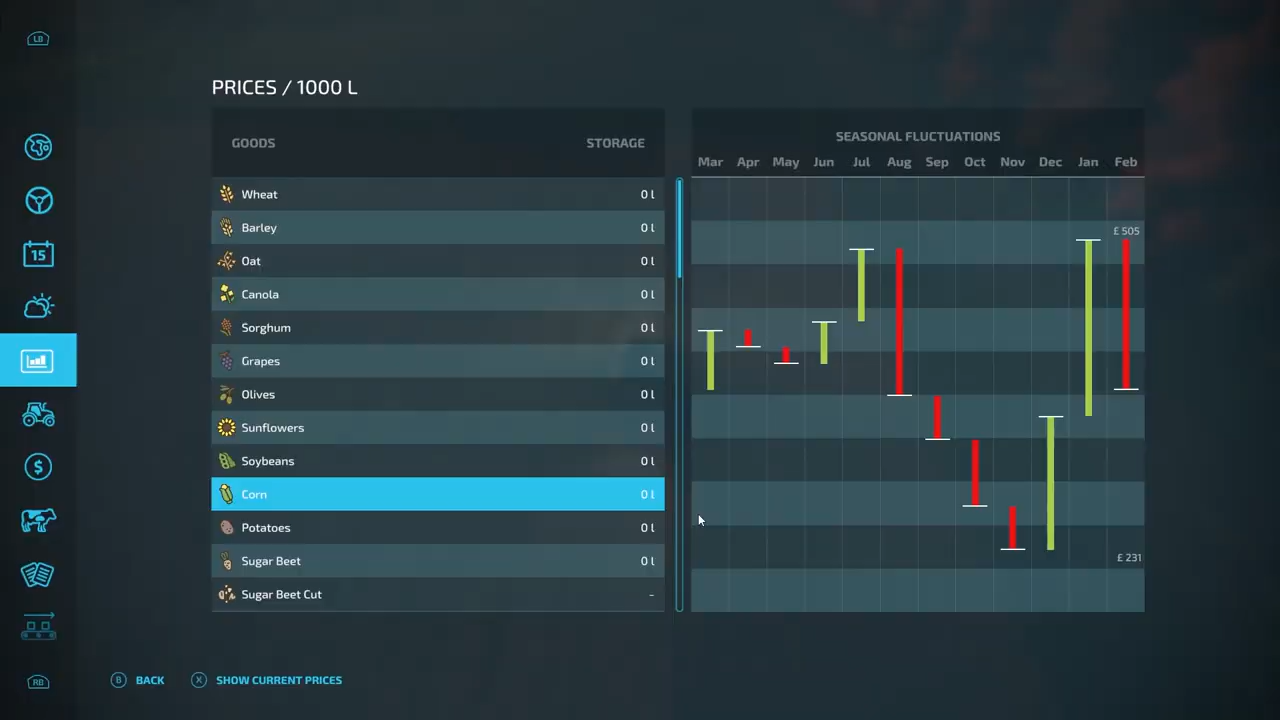 LB
PRICES / 1000 L
GOODS STORAGE
SEASONAL FLUCTUATIONS
Mar Apr May Jun Jul Aug Sep Oct Nov Dec Jan Feb
Wheat 0 l
Barley 0 l
£ 505
Oat 0 l
15
Canola 0 l
Sorghum 0 l
Grapes 0 l
Olives 0 l
Sunflowers 0 l
Soybeans 0 l
$
Corn 0 l
Potatoes 0 l
Sugar Beet 0 l
£ 231
Sugar Beet Cut -
RB
B BACK X SHOW CURRENT PRICES